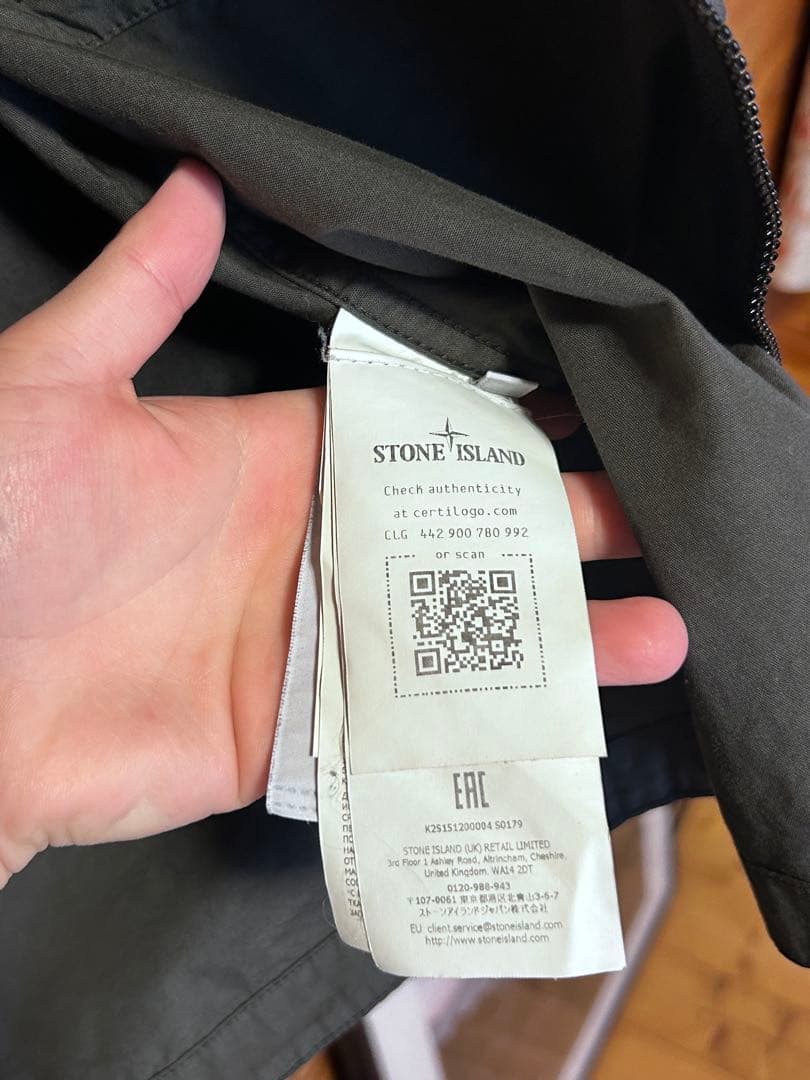 STONE ISLAND
Check authenticity
at certilogo.com
CLG 442 900 780 992
or scan
EAC
K2S151200004 S0179
STONE ISLAND (UK) RETAIL LIMITED
3rd Floor 1 Ashley Road, Altrincham, Cheshire,
United Kingdom. WA14 2DT
0120-988-943
〒107-0061 東京都港区北青山3-5-7
ストーンアイランドジャパン株式会社
EU client.service@stoneisland.com
http://www.stoneisland.com